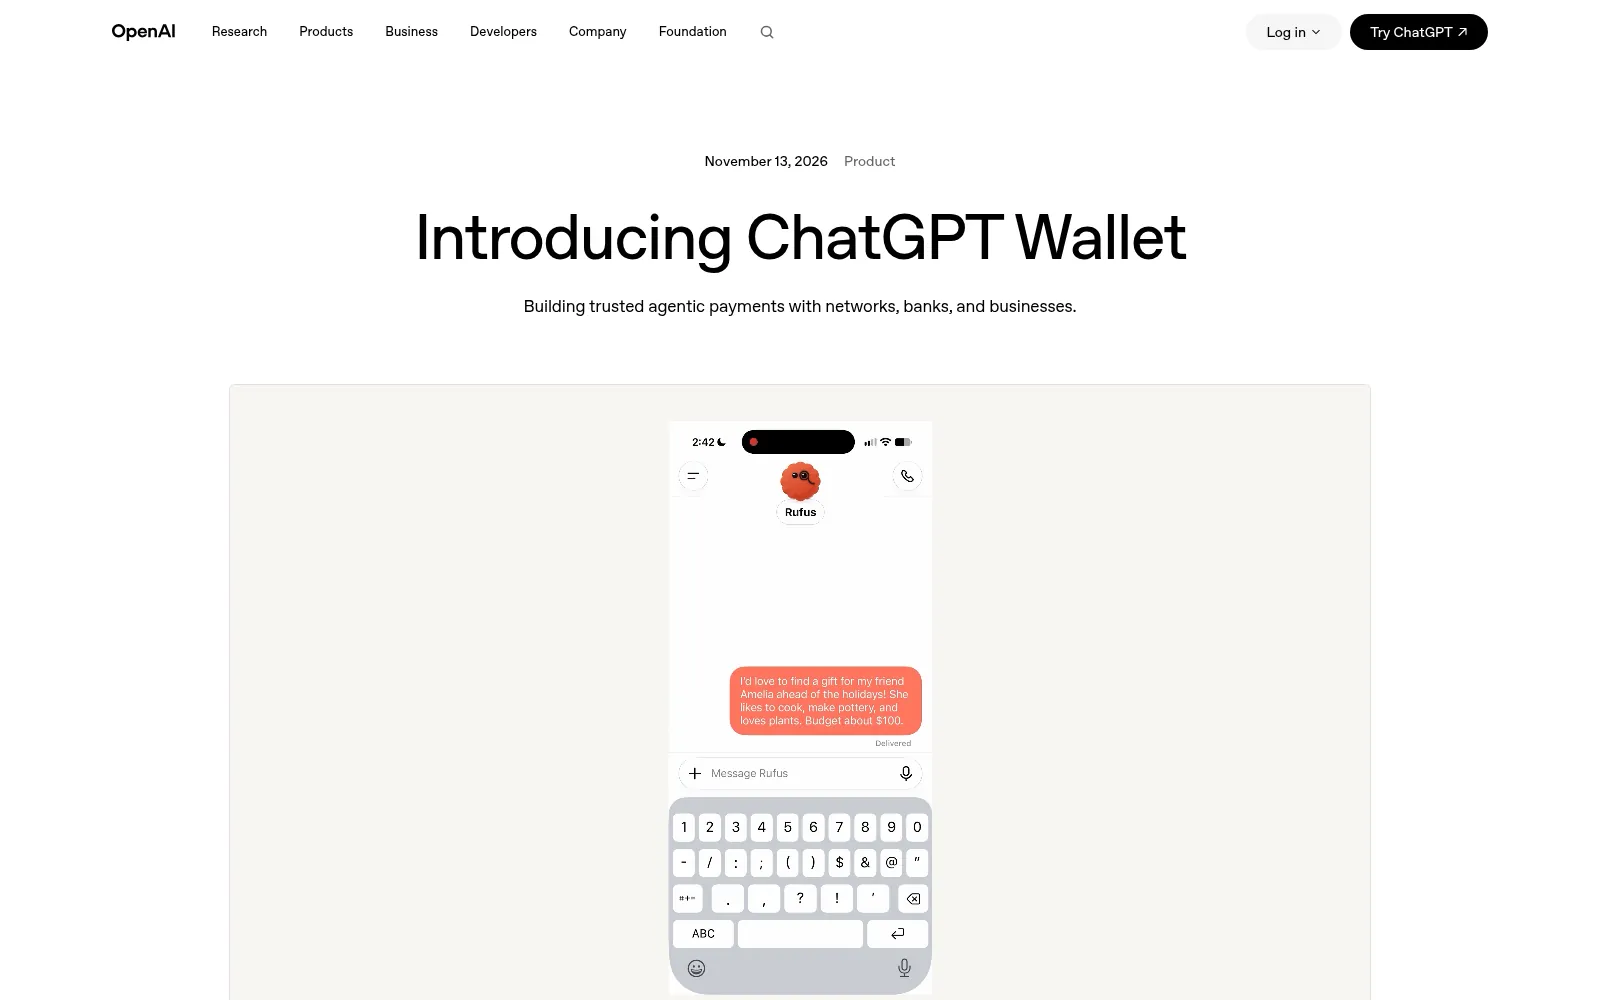 OpenAI
Research
Products
Business
Developers
Company
Foundation
Log in
Try ChatGPT ↗
November 13, 2026 Product
Introducing ChatGPT Wallet
Building trusted agentic payments with networks, banks, and businesses.
2:42
Rufus
I'd love to find a gift for my friend
Amelia ahead of the holidays! She
likes to cook, make pottery, and
loves plants. Budget about $100.
Delivered
Message Rufus
1 2 3 4 5 6 7 8 9 0
- / : ; ( ) $ & @ "
#+= . , ? ! '
ABC